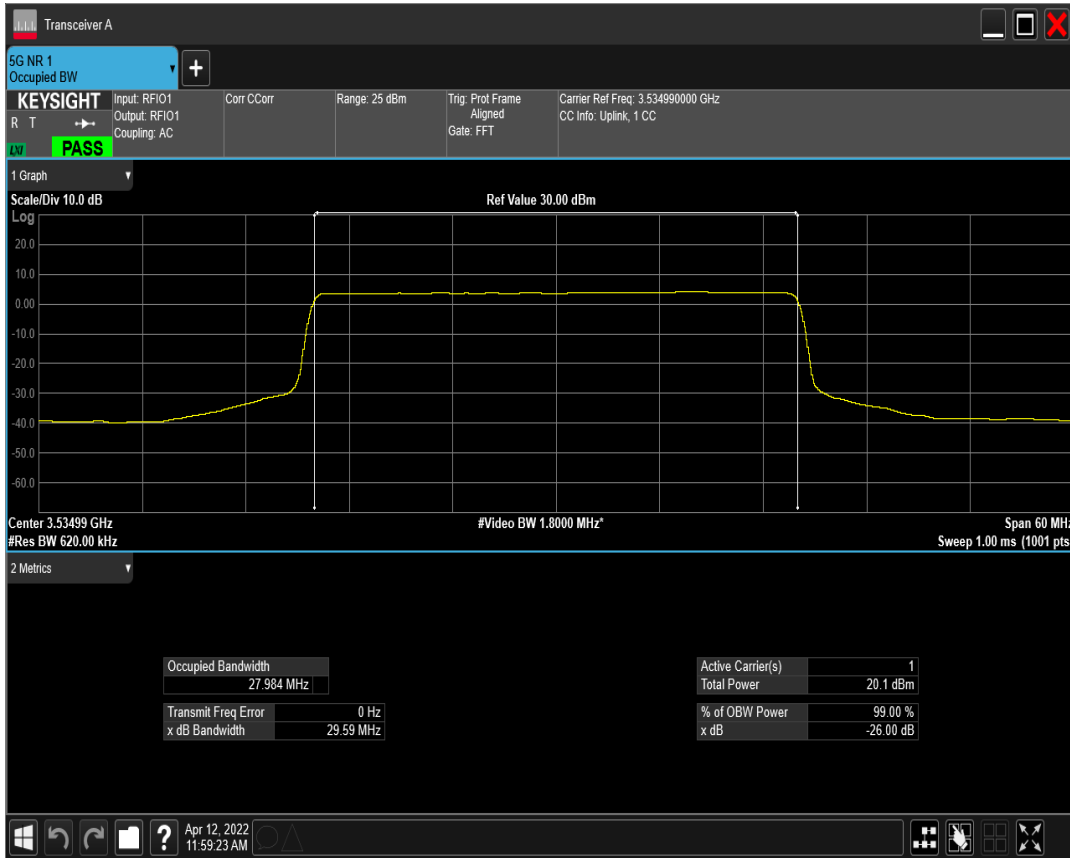 Transceiver A
5G NR 1
Occupied BW
+
KEYSIGHT
R T
LXI
PASS
Input: RFIO1
Output: RFIO1
Coupling: AC
Corr CCorr
Range: 25 dBm
Trig: Prot Frame
Aligned
Gate: FFT
Carrier Ref Freq: 3.534990000 GHz
CC Info: Uplink, 1 CC
1 Graph
Scale/Div 10.0 dB
Ref Value 30.00 dBm
Log
20.0
10.0
0.00
-10.0
-20.0
-30.0
-40.0
-50.0
-60.0
Center 3.53499 GHz
#Video BW 1.8000 MHz*
Span 60 MHz
#Res BW 620.00 kHz
Sweep 1.00 ms (1001 pts
2 Metrics
Occupied Bandwidth
27.984 MHz
Transmit Freq Error 0 Hz
x dB Bandwidth 29.59 MHz
Active Carrier(s) 1
Total Power 20.1 dBm
% of OBW Power 99.00 %
x dB -26.00 dB
?
Apr 12, 2022
11:59:23 AM